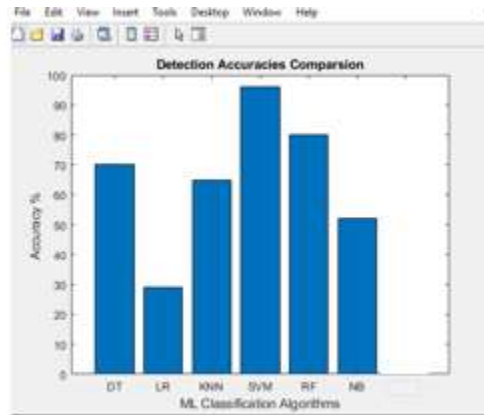 File Edit View Insert Tools Desktop Window Help
Detection Accuracies Comparsion
100
90
80
70
60
50
40
30
20
10
0
Accuracy %
DT LR KNN SVM RF NB
ML Classification Algorithms